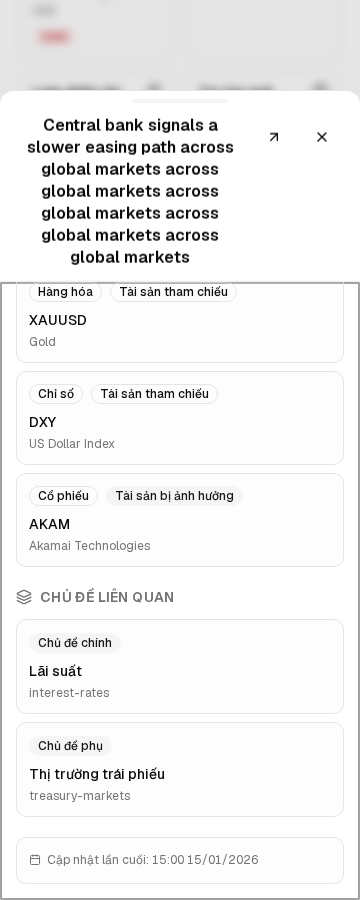 Central bank signals a
slower easing path across
global markets across
global markets across
global markets across
global markets across
global markets
Hàng hóa Tài sản tham chiếu
XAUUSD
Gold
Chỉ số Tài sản tham chiếu
DXY
US Dollar Index
Cổ phiếu Tài sản bị ảnh hưởng
AKAM
Akamai Technologies
CHỦ ĐỀ LIÊN QUAN
Chủ đề chính
Lãi suất
interest-rates
Chủ đề phụ
Thị trường trái phiếu
treasury-markets
Cập nhật lần cuối: 15:00 15/01/2026